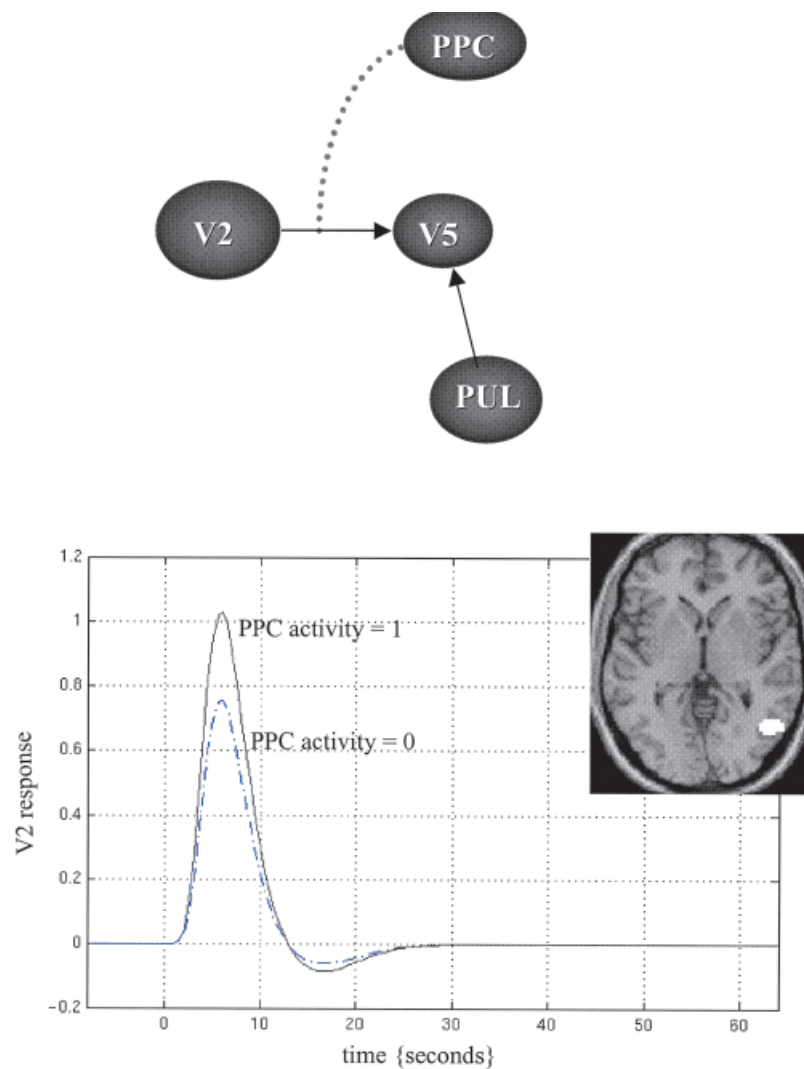 PPC
V2
V5
PUL
1.2
1
0.8
0.6
0.4
0.2
0
−0.2
PPC activity = 1
PPC activity = 0
V2 response
0
10
20
30
40
50
60
time {seconds}